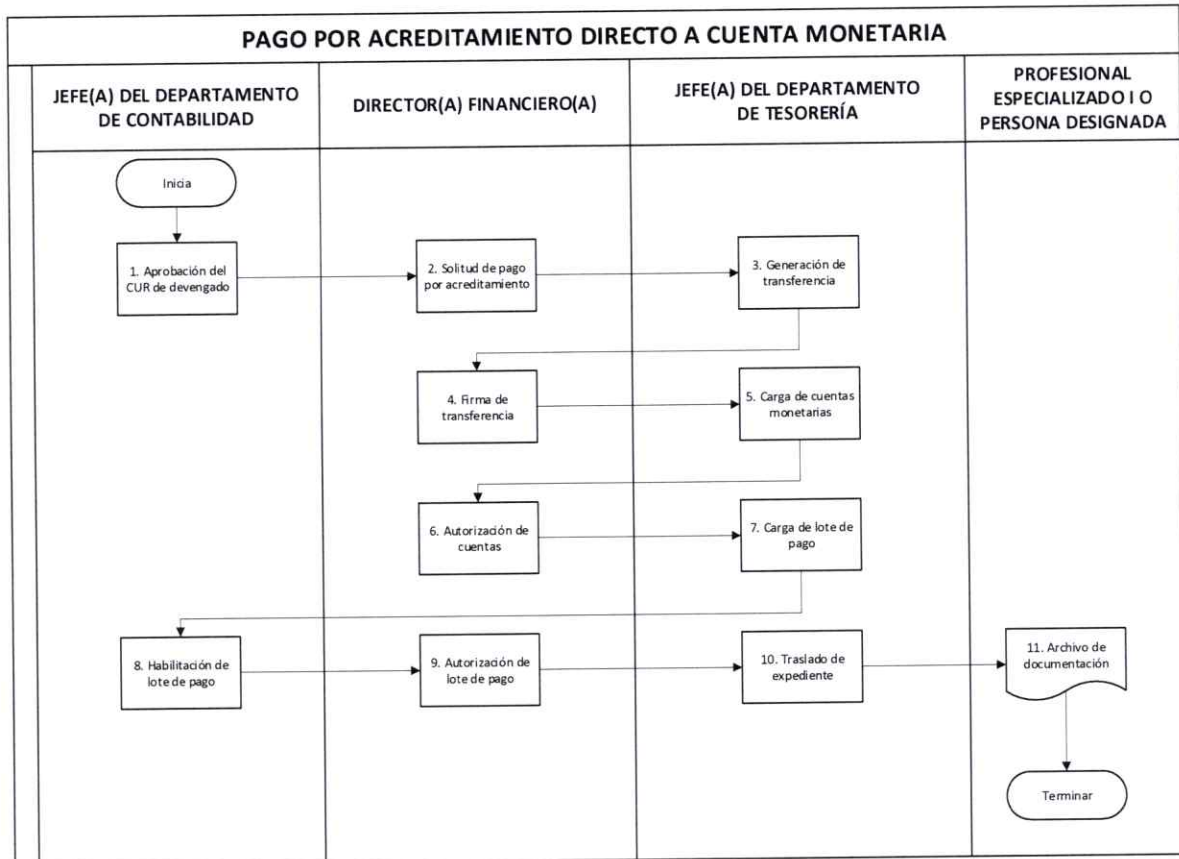 PAGO POR ACREDITAMIENTO DIRECTO A CUENTA MONETARIA
JEFE(A) DEL DEPARTAMENTO
DE CONTABILIDAD
DIRECTOR(A) FINANCIERO(A)
JEFE(A) DEL DEPARTAMENTO
DE TESORERÍA
PROFESIONAL
ESPECIALIZADO I O
PERSONA DESIGNADA
Inicia
1. Aprobación del
CUR de devengado
2. Solitud de pago
por acreditamiento
3. Generación de
transferencia
4. Firma de
transferencia
5. Carga de cuentas
monetarias
6. Autorización de
cuentas
7. Carga de lote de
pago
8. Habilitación de
lote de pago
9. Autorización de
lote de pago
10. Traslado de
expediente
11. Archivo de
documentación
Terminar